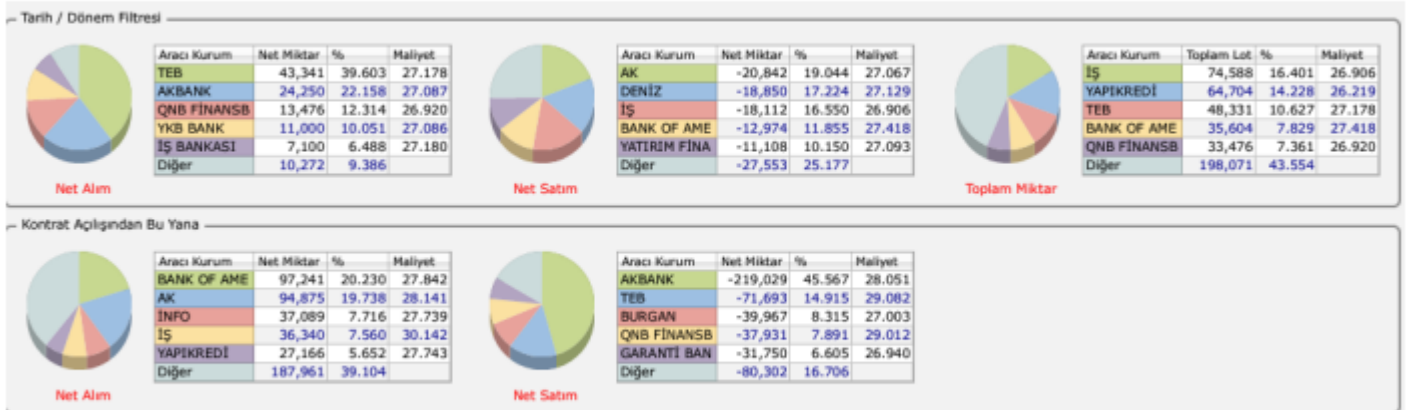 Tarih / Dönem Filtresi
Aracı Kurum Net Miktar % Maliyet
TEB 43,341 39.603 27.178
AKBANK 24,250 22.158 27.087
QNB FİNANSB 13,476 12.314 26.920
YKB BANK 11,000 10.051 27.086
İŞ BANKASI 7,100 6.488 27.180
Diğer 10,272 9.386
Net Alım
Aracı Kurum Net Miktar % Maliyet
AK -20,842 19.044 27.067
DENİZ -18,850 17.224 27.129
İŞ -18,112 16.550 26.906
BANK OF AME -12,974 11.855 27.418
YATIRIM FİNA -11,108 10.150 27.093
Diğer -27,553 25.177
Net Satım
Aracı Kurum Toplam Lot % Maliyet
İŞ 74,588 16.401 26.906
YAPIKREDİ 64,704 14.228 26.219
TEB 48,331 10.627 27.178
BANK OF AME 35,604 7.829 27.418
QNB FİNANSB 33,476 7.361 26.920
Diğer 198,071 43.554
Toplam Miktar
Kontrat Açılışından Bu Yana
Aracı Kurum Net Miktar % Maliyet
BANK OF AME 97,241 20.230 27.842
AK 94,875 19.738 28.141
İNFO 37,089 7.716 27.739
İŞ 36,340 7.560 30.142
YAPIKREDİ 27,166 5.652 27.743
Diğer 187,961 39.104
Net Alım
Aracı Kurum Net Miktar % Maliyet
AKBANK -219,029 45.567 28.051
TEB -71,693 14.915 29.082
BURGAN -39,967 8.315 27.003
QNB FİNANSB -37,931 7.891 29.012
GARANTİ BAN -31,750 6.605 26.940
Diğer -80,302 16.706
Net Satım